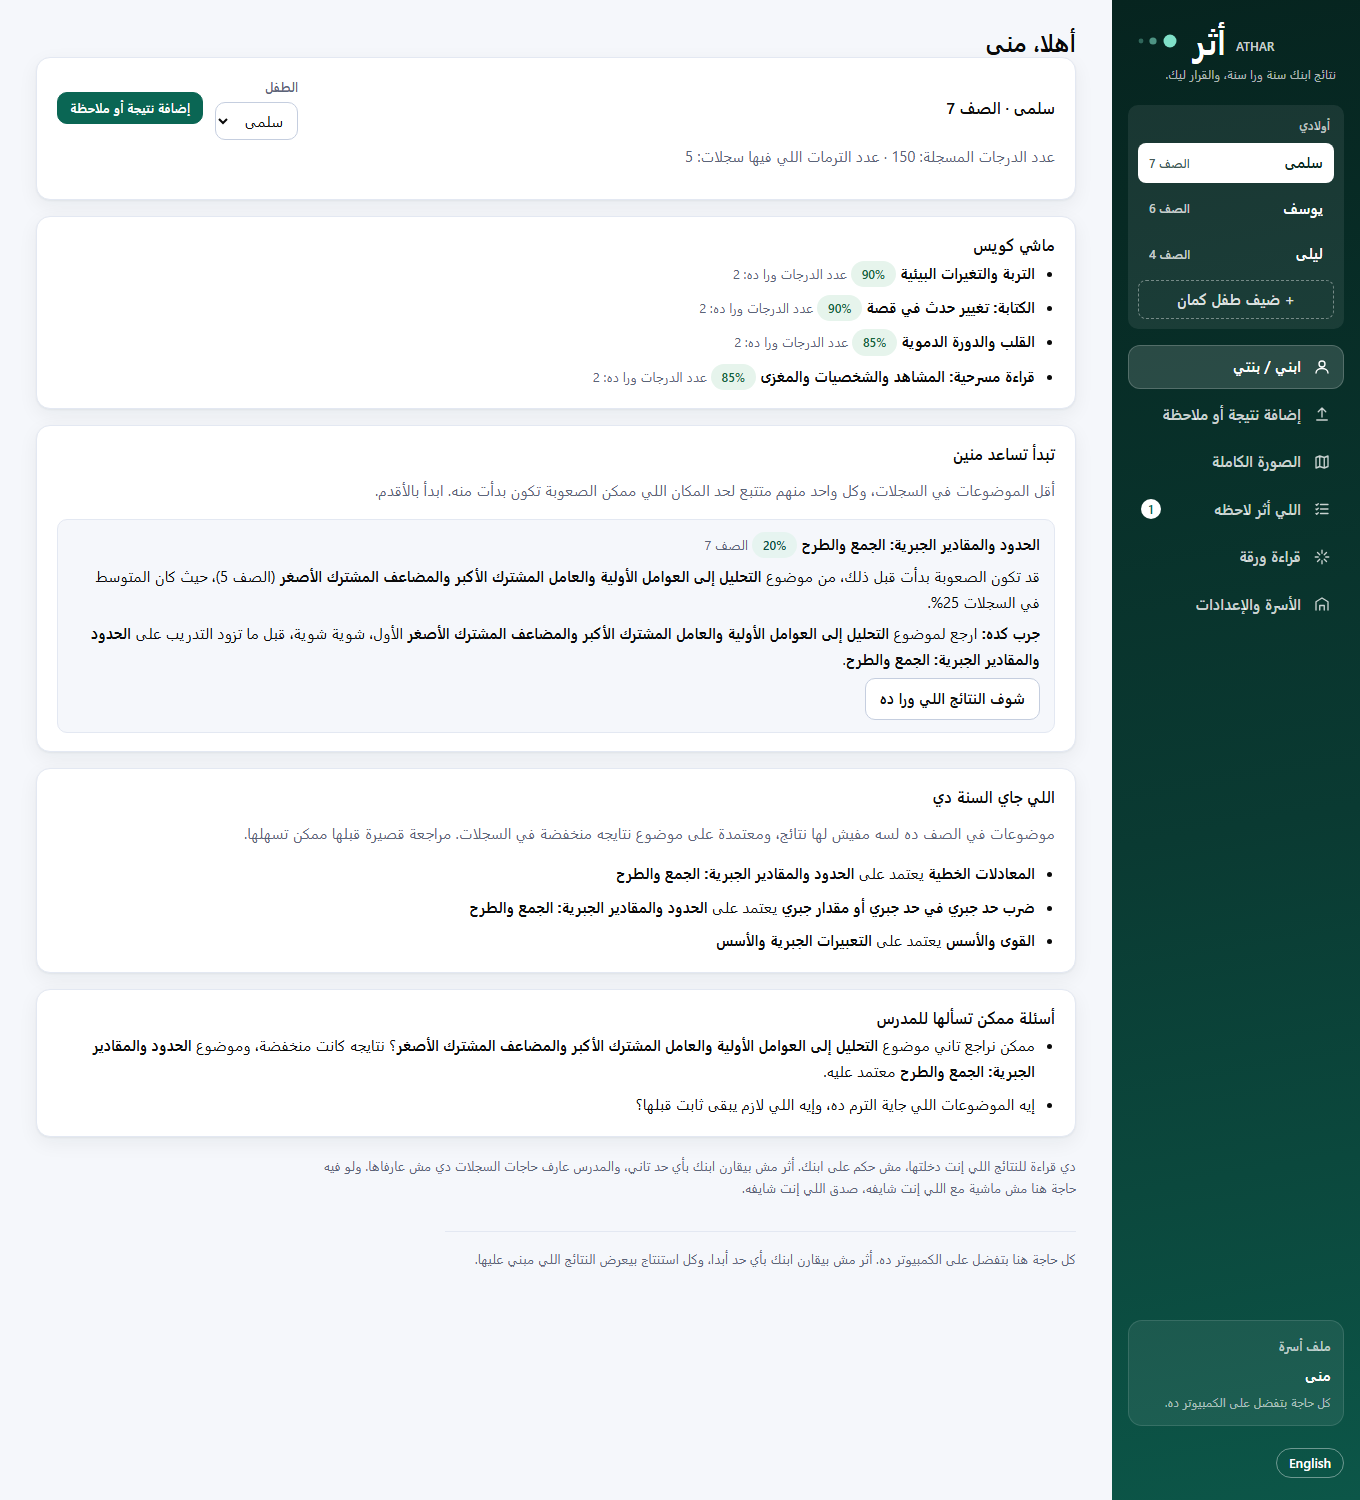 أثر ATHAR
نتائج ابنك سنة ورا سنة، والقرار ليك.
أولادي
سلمى الصف 7
يوسف الصف 6
ليلى الصف 4
+ ضيف طفل كمان
ابني / بنتي
إضافة نتيجة أو ملاحظة
الصورة الكاملة
اللي أثر لاحظه 1
قراءة ورقة
الأسرة والإعدادات
ملف أسرة
منى
كل حاجة بتفضل على الكمبيوتر ده.
English
أهلا، منى
سلمى · الصف 7
الطفل
سلمى
إضافة نتيجة أو ملاحظة
عدد الدرجات المسجلة: 150 · عدد الترمات اللي فيها سجلات: 5
ماشي كويس
التربة والتغيرات البيئية 90% عدد الدرجات ورا ده: 2
الكتابة: تغيير حدث في قصة 90% عدد الدرجات ورا ده: 2
القلب والدورة الدموية 85% عدد الدرجات ورا ده: 2
قراءة مسرحية: المشاهد والشخصيات والمغزى 85% عدد الدرجات ورا ده: 2
تبدأ تساعد منين
أقل الموضوعات في السجلات، وكل واحد منهم متتبع لحد المكان اللي ممكن الصعوبة تكون بدأت منه. ابدأ بالأقدم.
الحدود والمقادير الجبرية: الجمع والطرح 20% الصف 7
قد تكون الصعوبة بدأت قبل ذلك، من موضوع التحليل إلى العوامل الأولية والعامل المشترك الأكبر والمضاعف المشترك الأصغر (الصف 5)، حيث كان المتوسط
في السجلات 25%.
جرب كده: ارجع لموضوع التحليل إلى العوامل الأولية والعامل المشترك الأكبر والمضاعف المشترك الأصغر الأول، شوية شوية، قبل ما تزود التدريب على الحدود
والمقادير الجبرية: الجمع والطرح.
شوف النتائج اللي ورا ده
اللي جاي السنة دي
موضوعات في الصف ده لسه مفيش لها نتائج، ومعتمدة على موضوع نتايجه منخفضة في السجلات. مراجعة قصيرة قبلها ممكن تسهلها.
المعادلات الخطية يعتمد على الحدود والمقادير الجبرية: الجمع والطرح
ضرب حد جبري في حد جبري أو مقدار جبري يعتمد على الحدود والمقادير الجبرية: الجمع والطرح
القوى والأسس يعتمد على التعبيرات الجبرية والأسس
أسئلة ممكن تسألها للمدرس
ممكن نراجع تاني موضوع التحليل إلى العوامل الأولية والعامل المشترك الأكبر والمضاعف المشترك الأصغر؟ نتايجه كانت منخفضة، وموضوع الحدود والمقادير
الجبرية: الجمع والطرح معتمد عليه.
إيه الموضوعات اللي جاية الترم ده، وإيه اللي لازم يبقى ثابت قبلها؟
دي قراءة للنتائج اللي إنت دخلتها، مش حكم على ابنك. أثر مش بيقارن ابنك بأي حد تاني، والمدرس عارف حاجات السجلات دي مش عارفاها. ولو فيه
حاجة هنا مش ماشية مع اللي إنت شايفه، صدق اللي إنت شايفه.
كل حاجة هنا بتفضل على الكمبيوتر ده. أثر مش بيقارن ابنك بأي حد أبدا، وكل استنتاج بيعرض النتائج اللي مبني عليها.